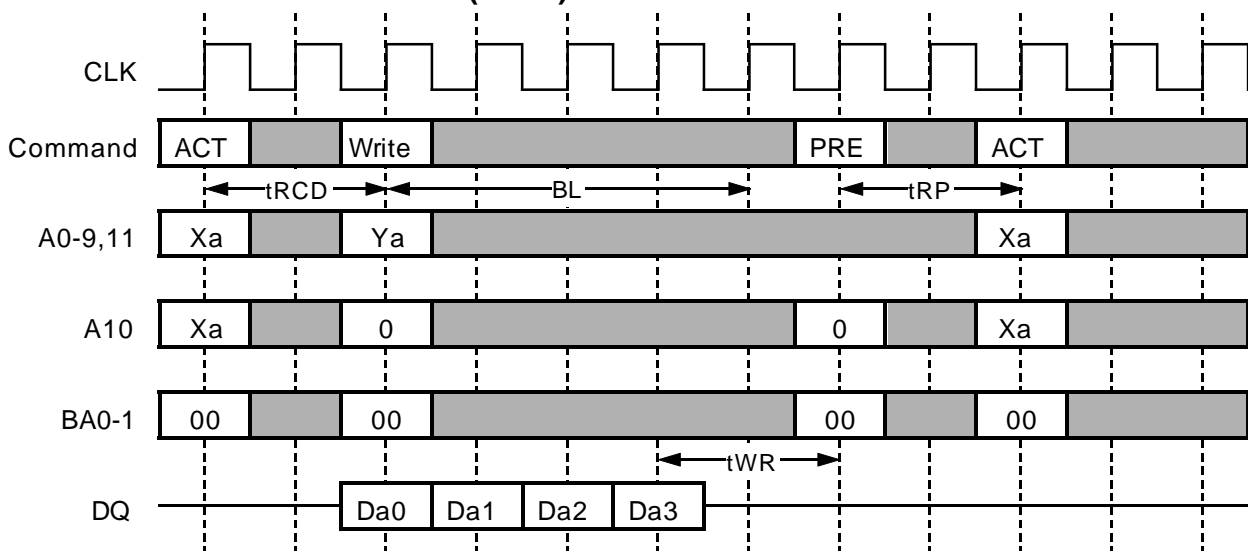 CLK
Command ACT Write PRE ACT
tRCD BL tRP
A0-9,11 Xa Ya Xa
A10 Xa 0 0 Xa
BA0-1 00 00 00 00
tWR
DQ Da0 Da1 Da2 Da3